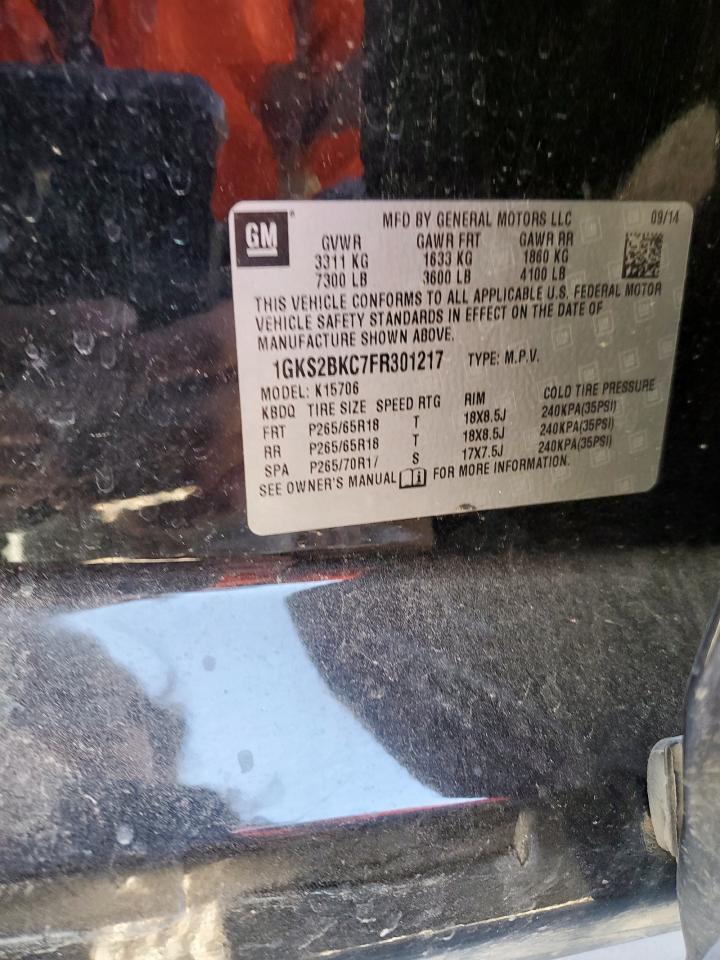 GM
MFD BY GENERAL MOTORS LLC 09/14
GVWR GAWR FRT GAWR RR
3311 KG 1633 KG 1860 KG
7300 LB 3600 LB 4100 LB
THIS VEHICLE CONFORMS TO ALL APPLICABLE U.S. FEDERAL MOTOR
VEHICLE SAFETY STANDARDS IN EFFECT ON THE DATE OF
MANUFACTURE SHOWN ABOVE.
1GKS2BKC7FR301217 TYPE: M.P.V.
MODEL: K15706
KBDQ TIRE SIZE SPEED RTG RIM COLD TIRE PRESSURE
FRT P265/65R18 T 18X8.5J 240KPA(35PSI)
RR P265/65R18 T 18X8.5J 240KPA(35PSI)
SPA P265/70R17 S 17X7.5J 240KPA(35PSI)
SEE OWNER'S MANUAL FOR MORE INFORMATION.